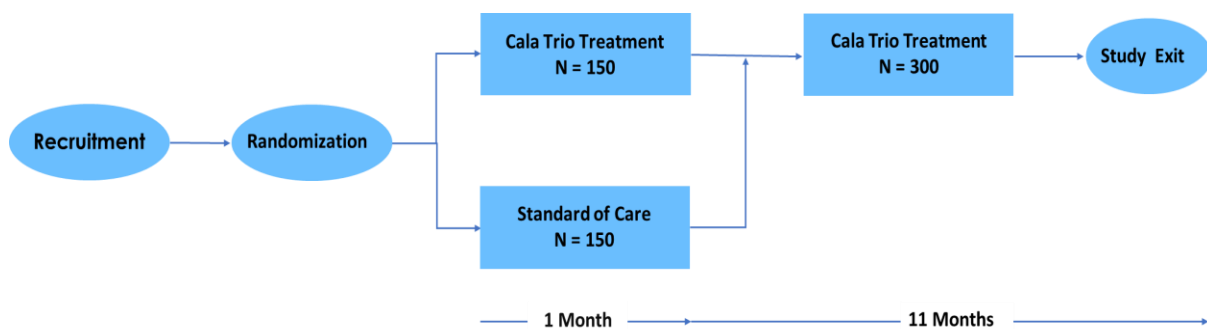 Recruitment
Randomization
Cala Trio Treatment
N = 150
Standard of Care
N = 150
Cala Trio Treatment
N = 300
Study Exit
1 Month
11 Months